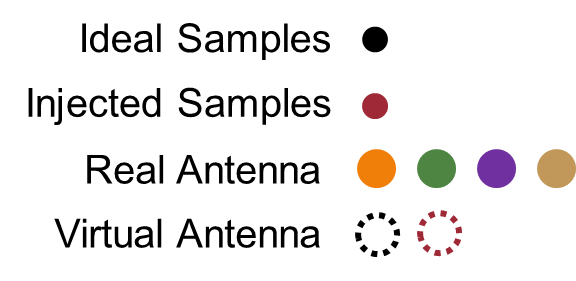 Ideal Samples
Injected Samples
Real Antenna
Virtual Antenna